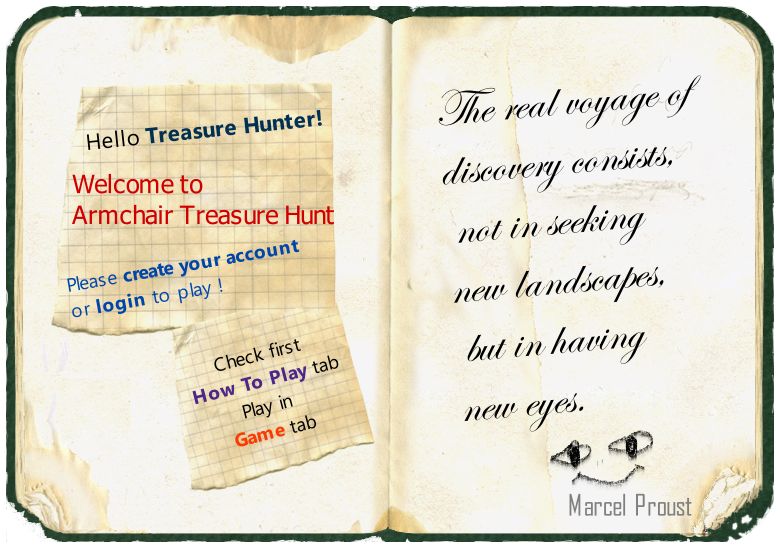 Hello Treasure Hunter!
Welcome to
Armchair Treasure Hunt
Please create your account
or login to play !
Check first
How To Play tab
Play in
Game tab
The real voyage of
discovery consists,
not in seeking
new landscapes,
but in having
new eyes.
Marcel Proust